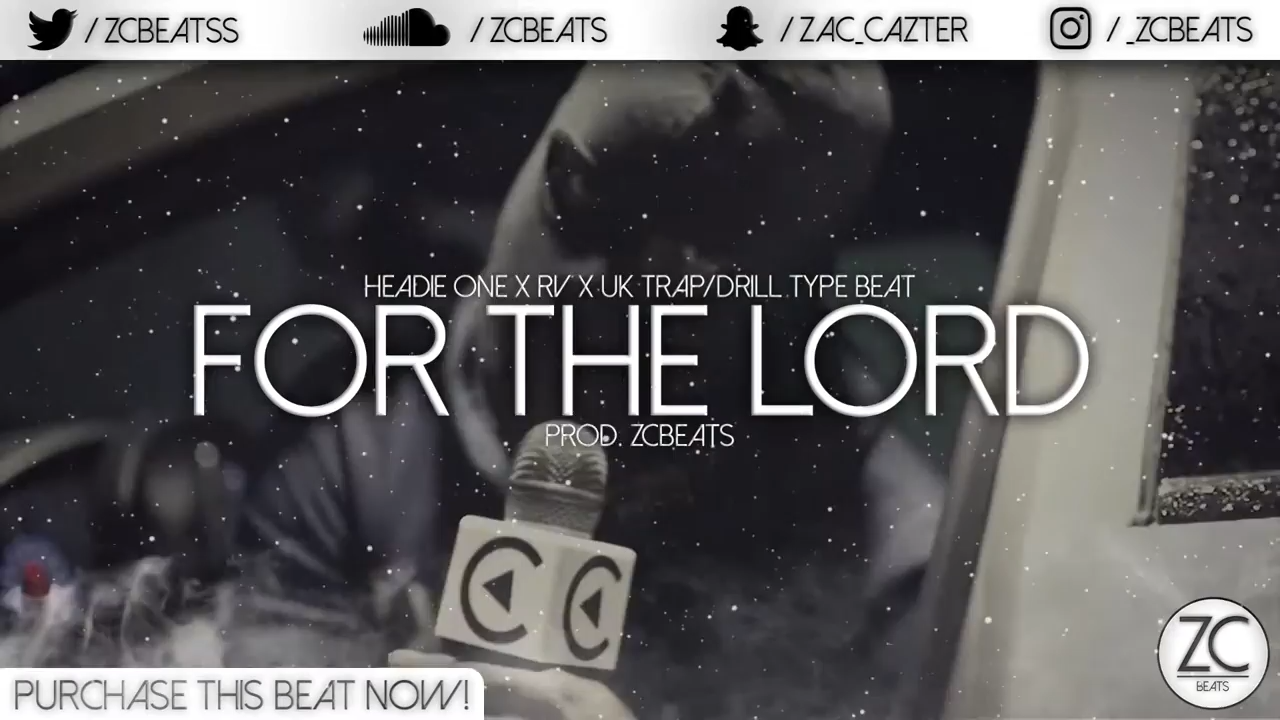 / ZCBEATSS
/ ZCBEATS
/ ZAC_CAZTER
/ _ZCBEATS
HEADIE ONE X RV X UK TRAP/DRILL TYPE BEAT
FOR THE LORD
PROD. ZCBEATS
PURCHASE THIS BEAT NOW!
ZC
BEATS